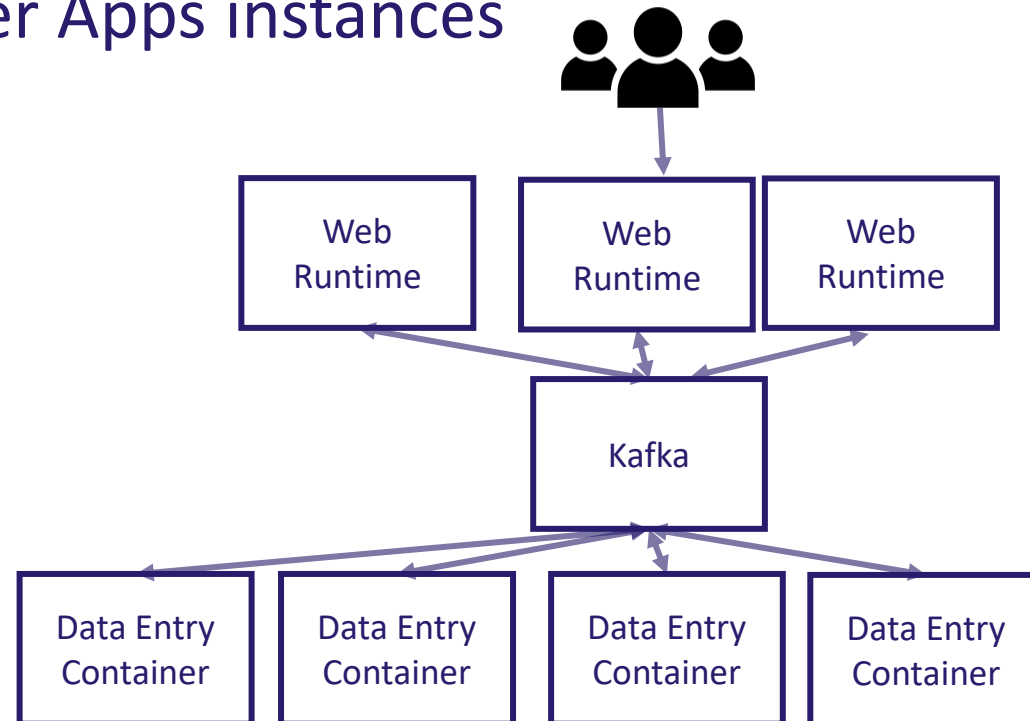 er Apps instances
Web
Runtime
Web
Runtime
Web
Runtime
Kafka
Data Entry
Container
Data Entry
Container
Data Entry
Container
Data Entry
Container